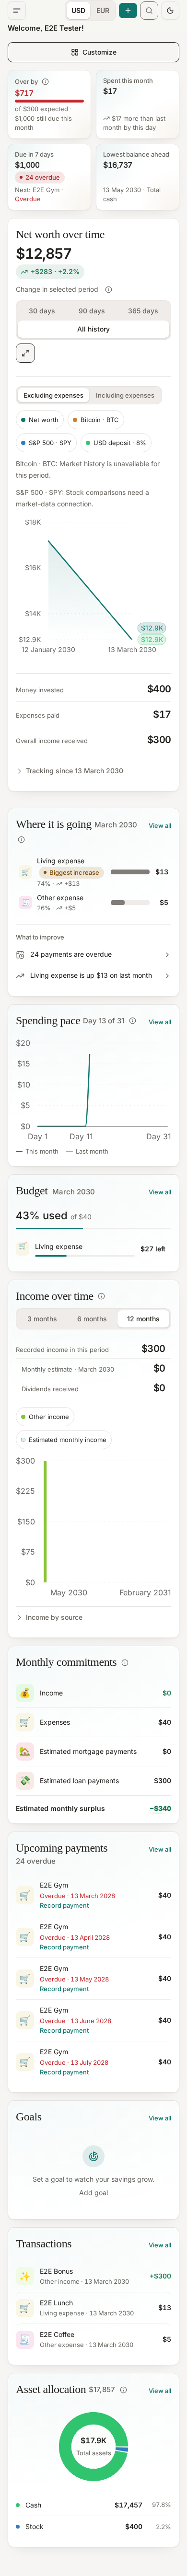 USD EUR
Welcome, E2E Tester!
Customize
Over by
$717
of $300 expected ·
$1,000 still due this
month
Spent this month
$17
$17 more than last
month by this day
Due in 7 days
$1,000
24 overdue
Next: E2E Gym ·
Overdue
Lowest balance ahead
$16,737
13 May 2030 · Total
cash
Net worth over time
$12,857
+$283 · +2.2%
Change in selected period
30 days 90 days 365 days
All history
Excluding expenses Including expenses
Net worth Bitcoin · BTC
S&P 500 · SPY USD deposit · 8%
Bitcoin · BTC: Market history is unavailable for
this period.
S&P 500 · SPY: Stock comparisons need a
market-data connection.
$18K
$16K
$14K
$12.9K
$12.9K
$12.9K
12 January 2030 13 March 2030
Money invested $400
Expenses paid $17
Overall income received $300
Tracking since 13 March 2030
Where it is going March 2030 View all
Living expense
Biggest increase
$13
74% · +$13
Other expense
$5
26% · +$5
What to improve
24 payments are overdue
Living expense is up $13 on last month
Spending pace Day 13 of 31 View all
$20
$15
$10
$5
$0
Day 1 Day 11 Day 31
This month Last month
Budget March 2030 View all
43% used of $40
Living expense
$27 left
Income over time
3 months 6 months 12 months
Recorded income in this period $300
Monthly estimate · March 2030 $0
Dividends received $0
Other income
Estimated monthly income
$300
$225
$150
$75
$0
May 2030 February 2031
Income by source
Monthly commitments
Income $0
Expenses $40
Estimated mortgage payments $0
Estimated loan payments $300
Estimated monthly surplus −$340
Upcoming payments View all
24 overdue
E2E Gym
Overdue · 13 March 2028 $40
Record payment
E2E Gym
Overdue · 13 April 2028 $40
Record payment
E2E Gym
Overdue · 13 May 2028 $40
Record payment
E2E Gym
Overdue · 13 June 2028 $40
Record payment
E2E Gym
Overdue · 13 July 2028 $40
Record payment
Goals View all
Set a goal to watch your savings grow.
Add goal
Transactions View all
E2E Bonus
Other income · 13 March 2030 +$300
E2E Lunch
Living expense · 13 March 2030 $13
E2E Coffee
Other expense · 13 March 2030 $5
Asset allocation $17,857 View all
$17.9K
Total assets
Cash $17,457 97.8%
Stock $400 2.2%